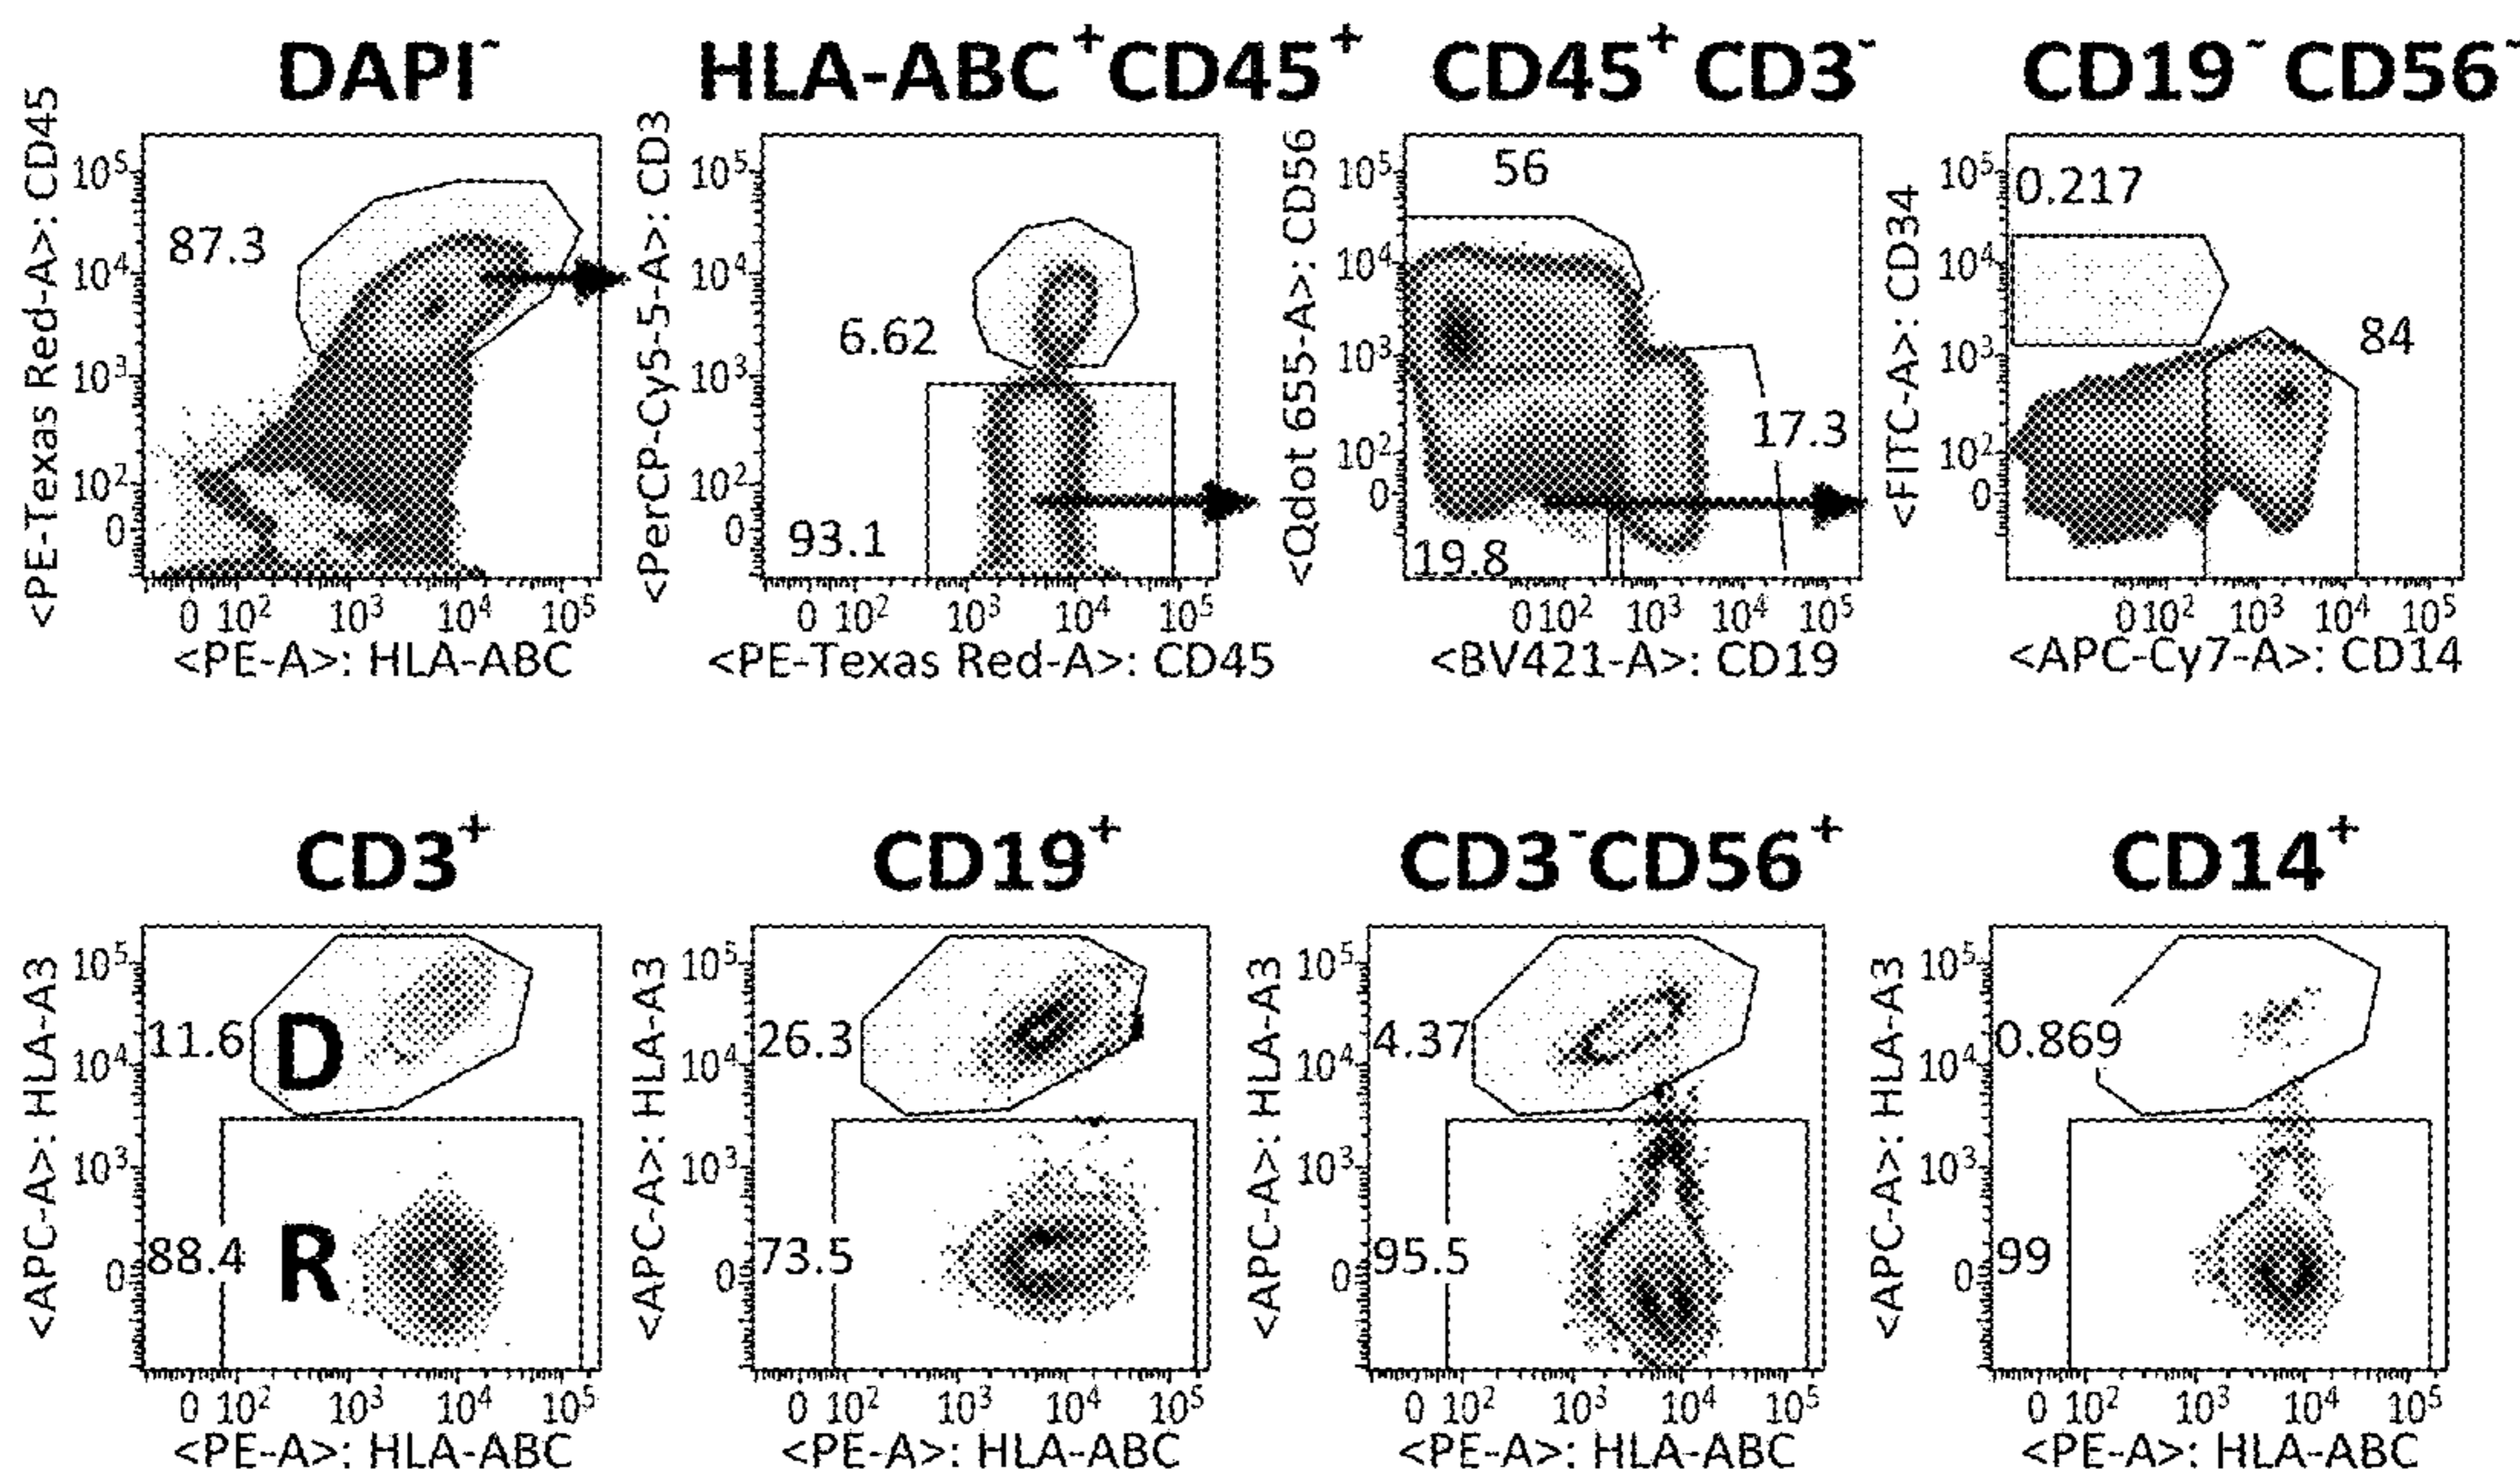 DAPI⁻
HLA-ABC⁺CD45⁺
CD45⁺CD3⁻
CD19⁻CD56⁻
<PE-Texas Red-A>: CD45
10⁵
10⁴
10³
10²
0
87.3
0 10² 10³ 10⁴ 10⁵
<PE-A>: HLA-ABC
<PerCP-Cy5-5-A>: CD3
10⁵
10⁴
10³
10²
0
6.62
93.1
0 10² 10³ 10⁴ 10⁵
<PE-Texas Red-A>: CD45
<Qdot 655-A>: CD56
10⁵
10⁴
10³
10²
0
56
17.3
19.8
0 10² 10³ 10⁴ 10⁵
<BV421-A>: CD19
<FITC-A>: CD34
10⁵
10⁴
10³
10²
0
0.217
84
0 10² 10³ 10⁴ 10⁵
<APC-Cy7-A>: CD14
CD3⁺
CD19⁺
CD3⁻CD56⁺
CD14⁺
<APC-A>: HLA-A3
10⁵
10⁴
10³
0
11.6
D
88.4
R
0 10² 10³ 10⁴ 10⁵
<PE-A>: HLA-ABC
<APC-A>: HLA-A3
10⁵
10⁴
10³
0
26.3
73.5
0 10² 10³ 10⁴ 10⁵
<PE-A>: HLA-ABC
<APC-A>: HLA-A3
10⁵
10⁴
10³
0
4.37
95.5
0 10² 10³ 10⁴ 10⁵
<PE-A>: HLA-ABC
<APC-A>: HLA-A3
10⁵
10⁴
10³
0
0.869
99
0 10² 10³ 10⁴ 10⁵
<PE-A>: HLA-ABC